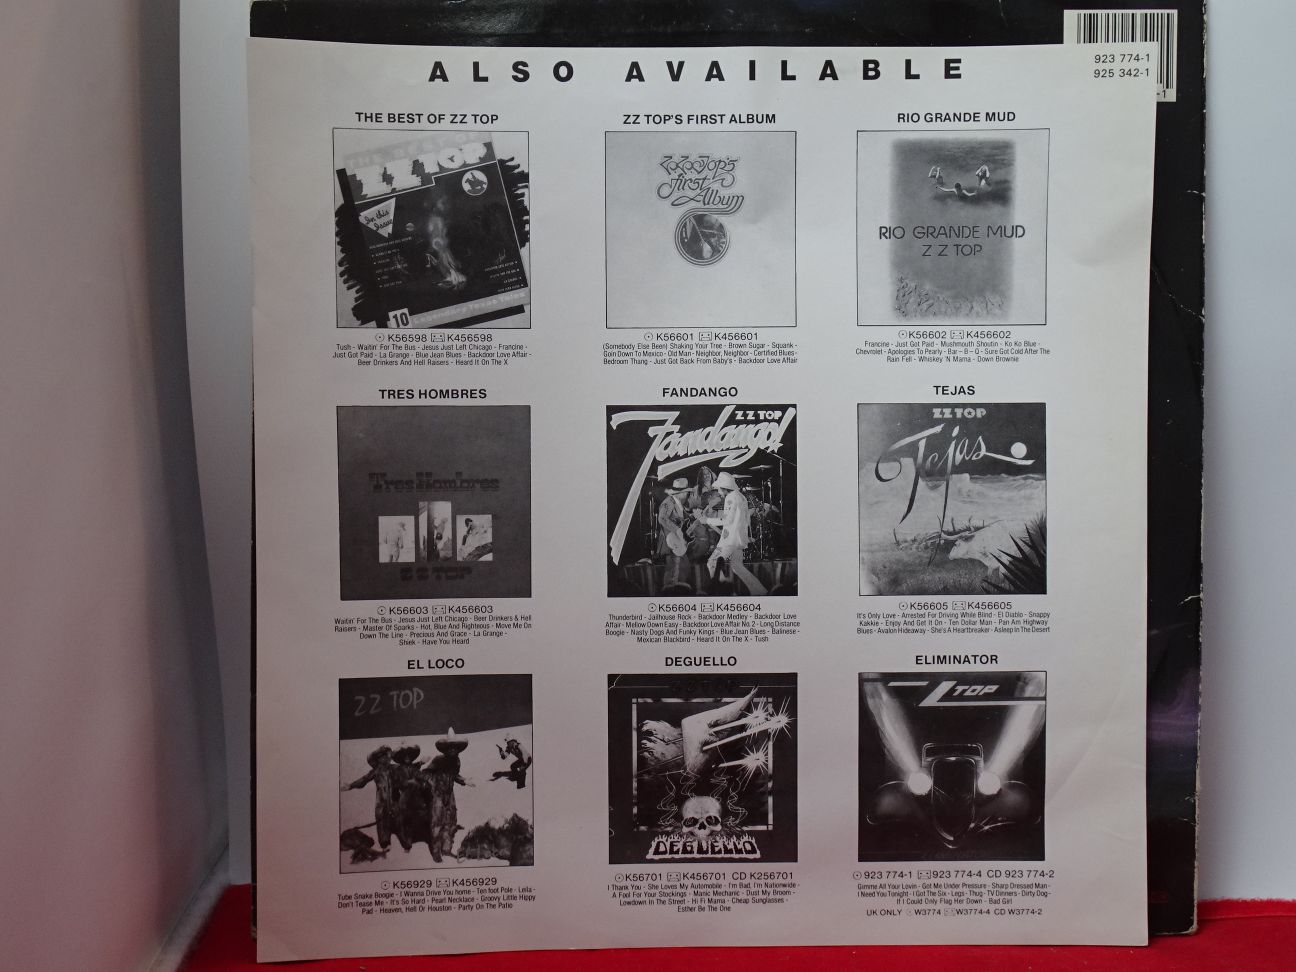 ALSO AVAILABLE
923 774-1
925 342-1
-1
THE BEST OF ZZ TOP
THE BEST OF
ZZ TOP
In this
Issue
10 Legendary Texas Tales
K56598 K456598
Tush - Waitin' For The Bus - Jesus Just Left Chicago - Francine -
Just Got Paid - La Grange - Blue Jean Blues - Backdoor Love Affair -
Beer Drinkers And Hell Raisers - Heard It On The X
ZZ TOP'S FIRST ALBUM
ZZ Top's
first
Album
K56601 K456601
(Somebody Else Been) Shaking Your Tree - Brown Sugar - Squank -
Goin Down To Mexico - Old Man - Neighbor, Neighbor - Certified Blues -
Bedroom Thang - Just Got Back From Baby's - Backdoor Love Affair
RIO GRANDE MUD
RIO GRANDE MUD
ZZ TOP
K56602 K456602
Francine - Just Got Paid - Mushmouth Shoutin - Ko Ko Blue -
Chevrolet - Apologies To Pearly - Bar – B – Q - Sure Got Cold After The
Rain Fell - Whiskey 'N Mama - Down Brownie
TRES HOMBRES
Tres Hombres
ZZ TOP
K56603 K456603
Waitin' For The Bus - Jesus Just Left Chicago - Beer Drinkers & Hell
Raisers - Master Of Sparks - Hot, Blue And Righteous - Move Me On
Down The Line - Precious And Grace - La Grange -
Shiek - Have You Heard
FANDANGO
ZZ TOP
Fandango!
K56604 K456604
Thunderbird - Jailhouse Rock - Backdoor Medley - Backdoor Love
Affair - Mellow Down Easy - Backdoor Love Affair No.2 - Long Distance
Boogie - Nasty Dogs And Funky Kings - Blue Jean Blues - Balinese -
Mexican Blackbird - Heard It On The X - Tush
TEJAS
ZZ TOP
Tejas
K56605 K456605
It's Only Love - Arrested For Driving While Blind - El Diablo - Snappy
Kakkie - Enjoy And Get It On - Ten Dollar Man - Pan Am Highway
Blues - Avalon Hideaway - She's A Heartbreaker - Asleep In The Desert
EL LOCO
ZZ TOP
K56929 K456929
Tube Snake Boogie - I Wanna Drive You home - Ten foot Pole - Leila -
Don't Tease Me - It's So Hard - Pearl Necklace - Groovy Little Hippy
Pad - Heaven, Hell Or Houston - Party On The Patio
DEGUELLO
ZZ TOP
DEGUELLO
K56701 K456701 CD K256701
I Thank You - She Loves My Automobile - I'm Bad, I'm Nationwide -
A Fool For Your Stockings - Manic Mechanic - Dust My Broom -
Lowdown In The Street - Hi Fi Mama - Cheap Sunglasses -
Esther Be The One
ELIMINATOR
ZZ TOP
923 774-1 923 774-4 CD 923 774-2
Gimme All Your Lovin - Got Me Under Pressure - Sharp Dressed Man -
I Need You Tonight - I Got The Six - Legs - Thug - TV Dinners - Dirty Dog -
If I Could Only Flag Her Down - Bad Girl
UK ONLY W3774 W3774-4 CD W3774-2